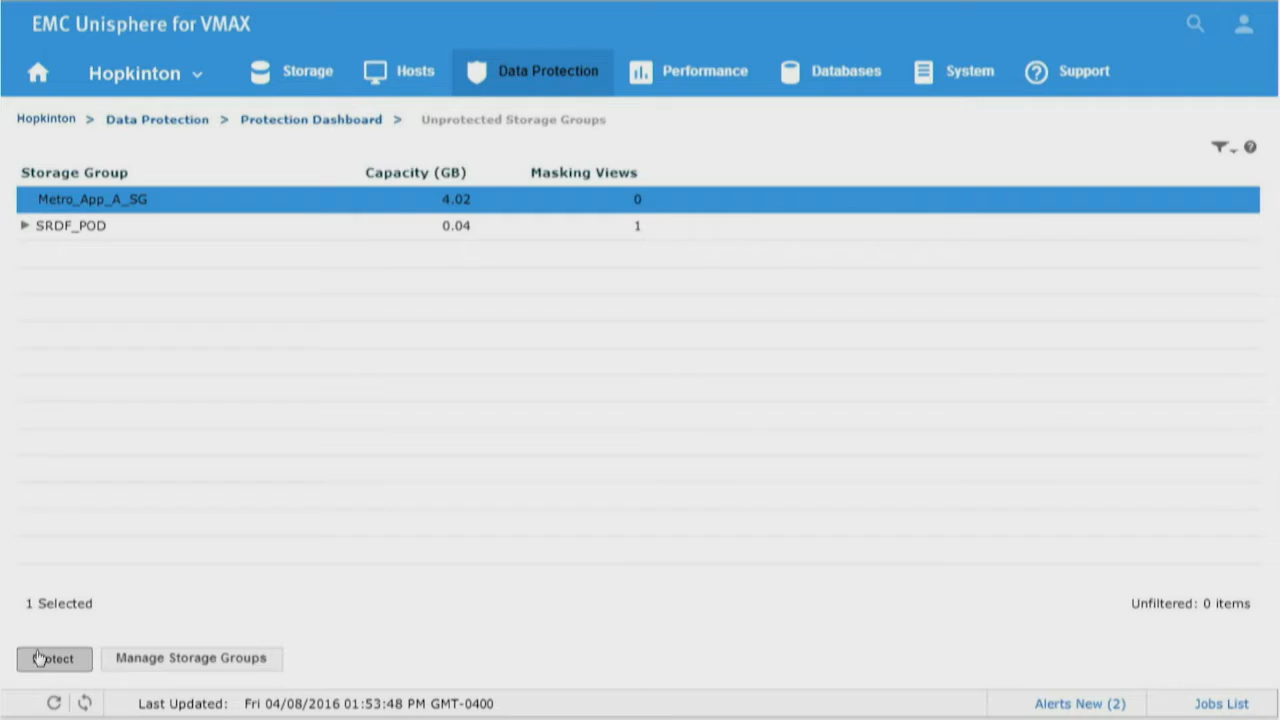 EMC Unisphere for VMAX
Hopkinton Storage Hosts Data Protection Performance Databases System Support
Hopkinton > Data Protection > Protection Dashboard > Unprotected Storage Groups
Storage Group Capacity (GB) Masking Views
Metro_App_A_SG 4.02 0
SRDF_POD 0.04 1
1 Selected Unfiltered: 0 items
Manage Storage Groups
Last Updated: Fri 04/08/2016 01:53:48 PM GMT-0400 Alerts New (2) Jobs List